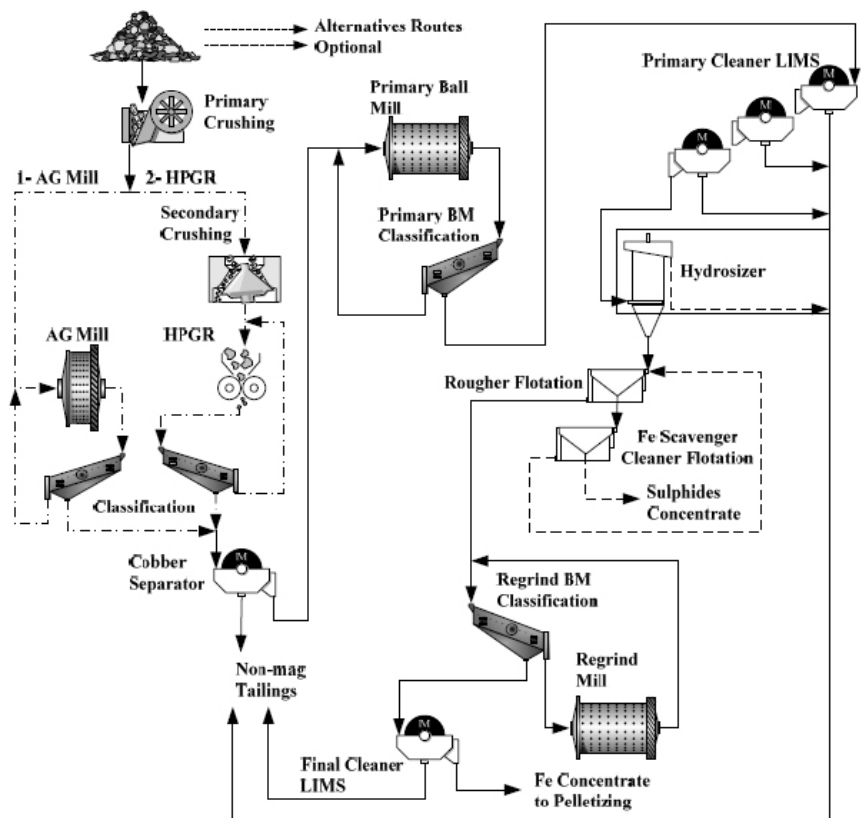 Alternatives Routes
Optional
Primary
Crushing
1- AG Mill
2- HPGR
Secondary
Crushing
AG Mill
HPGR
Classification
Cobber
Separator
M
Non-mag
Tailings
Primary Ball
Mill
Primary BM
Classification
Primary Cleaner LIMS
M
M
M
Hydrosizer
Rougher Flotation
Fe Scavenger
Cleaner Flotation
Sulphides
Concentrate
Regrind BM
Classification
Regrind
Mill
M
Final Cleaner
LIMS
Fe Concentrate
to Pelletizing